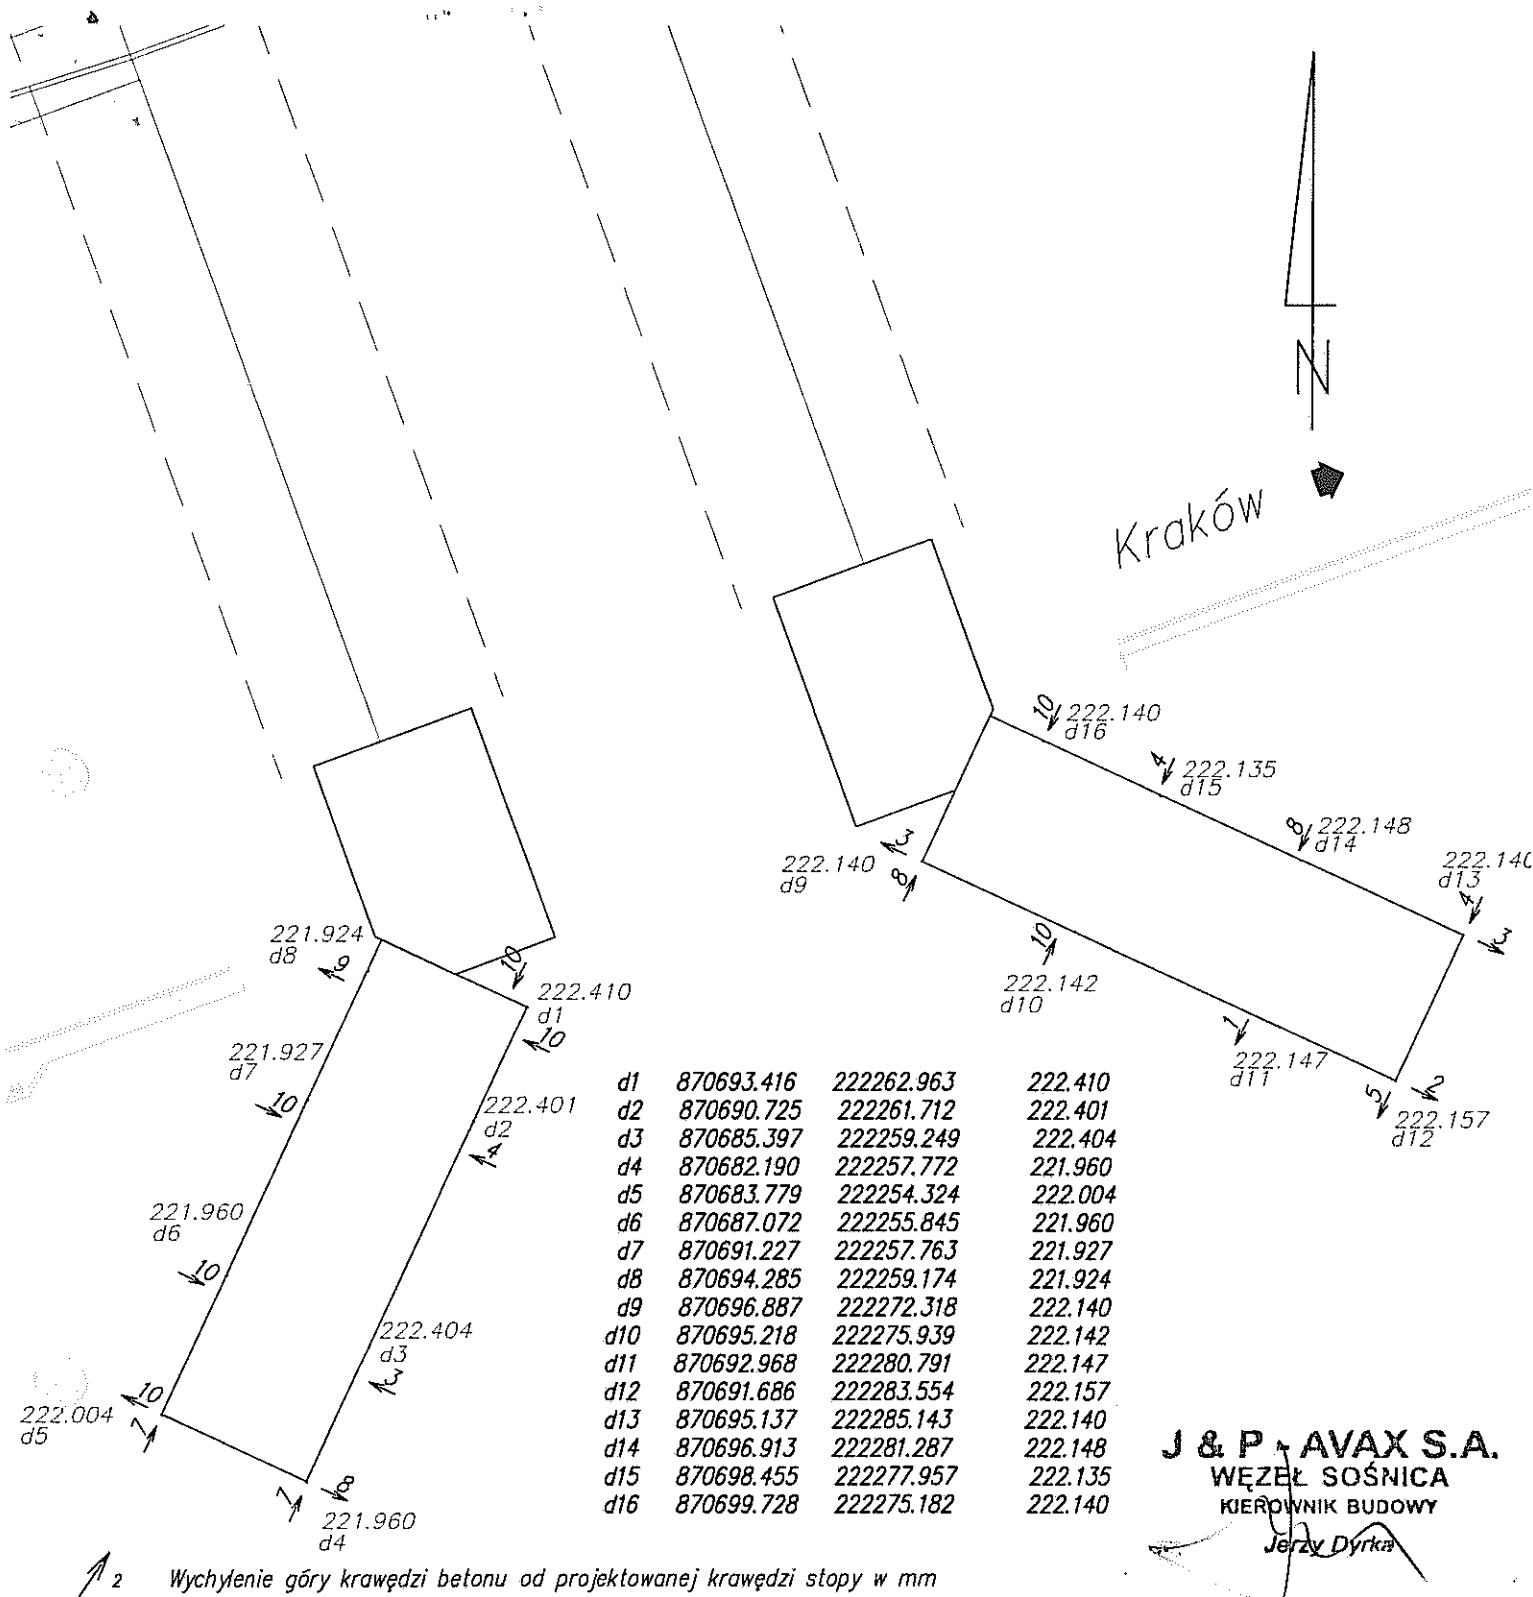 N
Kraków
10
222.140
d16
4
222.135
d15
8
222.148
d14
222.140
d13
4
3
222.140
d9
3
8
10
222.142
d10
1
222.147
d11
5
2
222.157
d12
221.924
d8
9
10
222.410
d1
10
221.927
d7
10
222.401
d2
4
221.960
d6
10
222.404
d3
3
10
222.004
d5
7
7
8
221.960
d4
d1 870693.416 222262.963 222.410
d2 870690.725 222261.712 222.401
d3 870685.397 222259.249 222.404
d4 870682.190 222257.772 221.960
d5 870683.779 222254.324 222.004
d6 870687.072 222255.845 221.960
d7 870691.227 222257.763 221.927
d8 870694.285 222259.174 221.924
d9 870696.887 222272.318 222.140
d10 870695.218 222275.939 222.142
d11 870692.968 222280.791 222.147
d12 870691.686 222283.554 222.157
d13 870695.137 222285.143 222.140
d14 870696.913 222281.287 222.148
d15 870698.455 222277.957 222.135
d16 870699.728 222275.182 222.140
J & P - AVAX S.A.
WĘZEŁ SOŚNICA
KIEROWNIK BUDOWY
Jerzy Dyrka
2 Wychylenie góry krawędzi betonu od projektowanej krawędzi stopy w mm